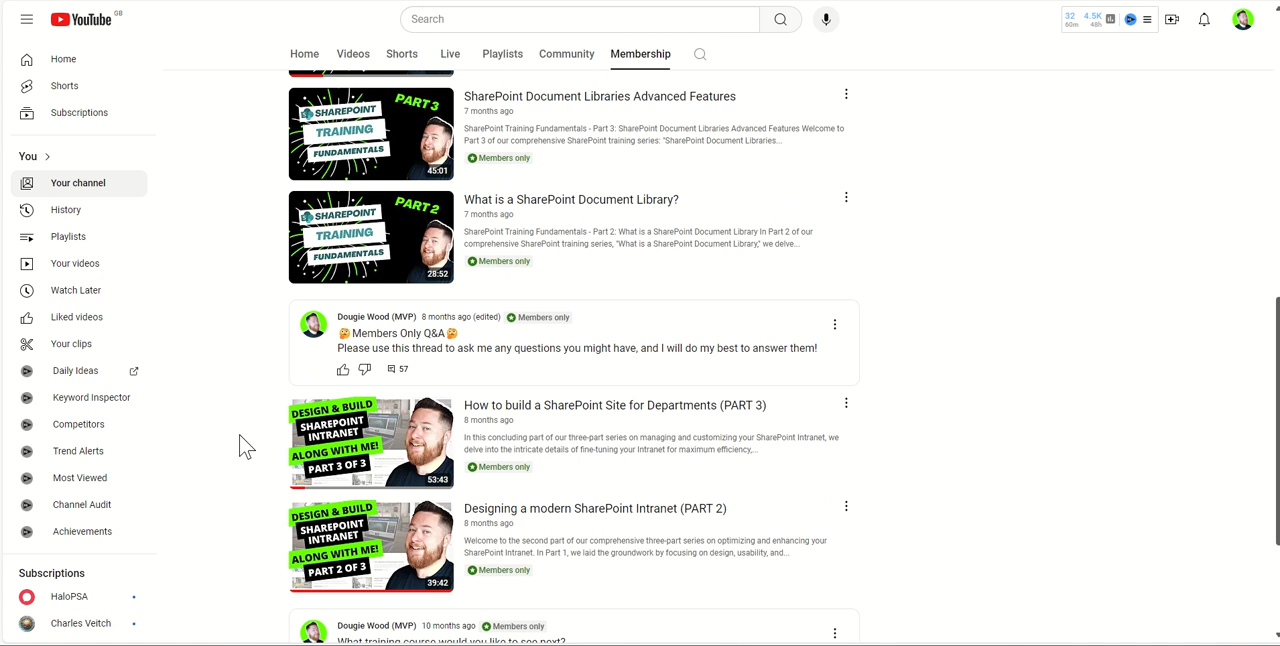 YouTube GB
Search
32 60m 4.5K 48h
Home Videos Shorts Live Playlists Community Membership
Home
Shorts
Subscriptions
You
Your channel
History
Playlists
Your videos
Watch Later
Liked videos
Your clips
Daily Ideas
Keyword Inspector
Competitors
Trend Alerts
Most Viewed
Channel Audit
Achievements
Subscriptions
HaloPSA
Charles Veitch
PART 3
SHAREPOINT
TRAINING
FUNDAMENTALS
45:01
SharePoint Document Libraries Advanced Features
7 months ago
SharePoint Training Fundamentals - Part 3: SharePoint Document Libraries Advanced Features Welcome to
Part 3 of our comprehensive SharePoint training series: "SharePoint Document Libraries...
Members only
PART 2
SHAREPOINT
TRAINING
FUNDAMENTALS
28:52
What is a SharePoint Document Library?
7 months ago
SharePoint Training Fundamentals - Part 2: What is a SharePoint Document Library In Part 2 of our
comprehensive SharePoint training series, "What is a SharePoint Document Library," we delve...
Members only
Dougie Wood (MVP) 8 months ago (edited) Members only
🤔Members Only Q&A🤔
Please use this thread to ask me any questions you might have, and I will do my best to answer them!
57
DESIGN & BUILD
SHAREPOINT
INTRANET
ALONG WITH ME!
PART 3 OF 3
53:43
How to build a SharePoint Site for Departments (PART 3)
8 months ago
In this concluding part of our three-part series on managing and customizing your SharePoint Intranet, we
delve into the intricate details of fine-tuning your Intranet for maximum efficiency,...
Members only
DESIGN & BUILD
SHAREPOINT
INTRANET
ALONG WITH ME!
PART 2 OF 3
39:42
Designing a modern SharePoint Intranet (PART 2)
8 months ago
Welcome to the second part of our comprehensive three-part series on optimizing and enhancing your
SharePoint Intranet. In Part 1, we laid the groundwork by focusing on design, usability, and...
Members only
Dougie Wood (MVP) 10 months ago Members only
What training course would you like to see next?